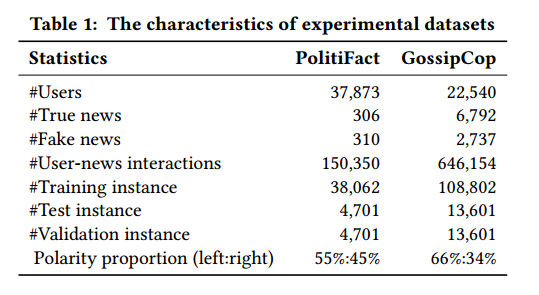 Table 1: The characteristics of experimental datasets
Statistics PolitiFact GossipCop
#Users 37,873 22,540
#True news 306 6,792
#Fake news 310 2,737
#User-news interactions 150,350 646,154
#Training instance 38,062 108,802
#Test instance 4,701 13,601
#Validation instance 4,701 13,601
Polarity proportion (left:right) 55%:45% 66%:34%